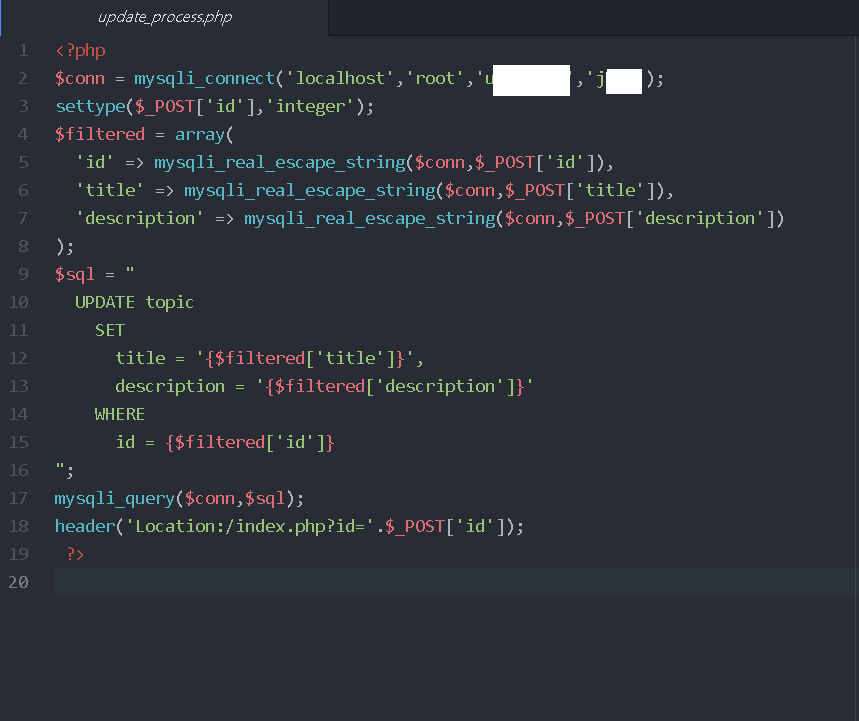 update_process.php
1 <?php
2 $conn = mysqli_connect('localhost','root','u ','j );
3 settype($_POST['id'],'integer');
4 $filtered = array(
5 'id' => mysqli_real_escape_string($conn,$_POST['id']),
6 'title' => mysqli_real_escape_string($conn,$_POST['title']),
7 'description' => mysqli_real_escape_string($conn,$_POST['description'])
8 );
9 $sql = "
10 UPDATE topic
11 SET
12 title = '{$filtered['title']}',
13 description = '{$filtered['description']}'
14 WHERE
15 id = {$filtered['id']}
16 ";
17 mysqli_query($conn,$sql);
18 header('Location:/index.php?id='.$_POST['id']);
19 ?>
20